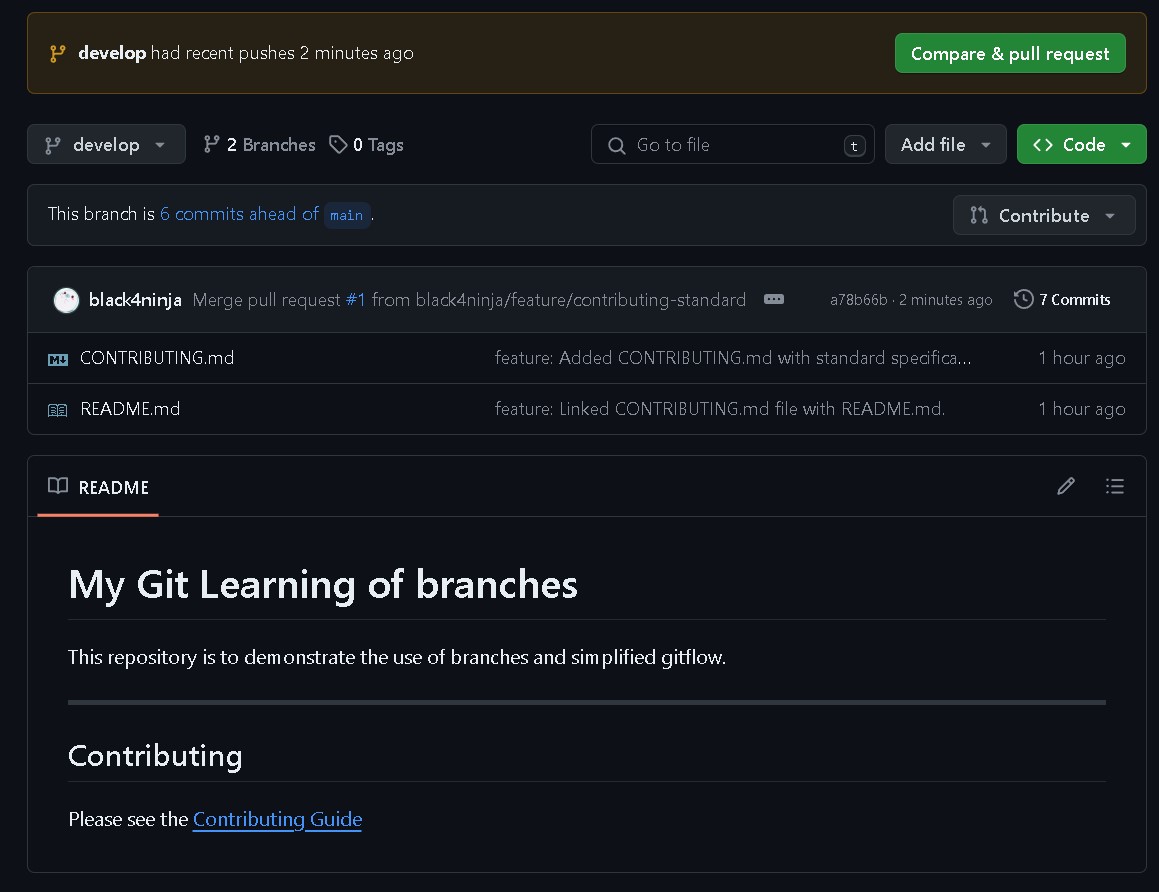 develop had recent pushes 2 minutes ago Compare & pull request
develop 2 Branches 0 Tags Go to file t Add file Code
This branch is 6 commits ahead of main . Contribute
black4ninja Merge pull request #1 from black4ninja/feature/contributing-standard a78b66b · 2 minutes ago 7 Commits
CONTRIBUTING.md feature: Added CONTRIBUTING.md with standard specifica... 1 hour ago
README.md feature: Linked CONTRIBUTING.md file with README.md. 1 hour ago
README
My Git Learning of branches
This repository is to demonstrate the use of branches and simplified gitflow.
Contributing
Please see the Contributing Guide